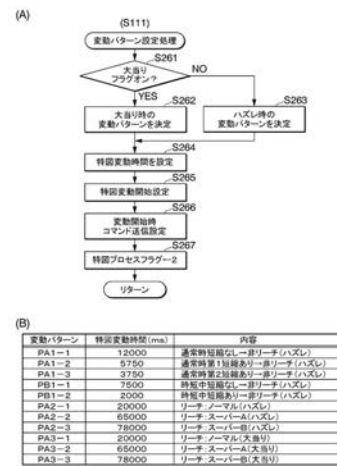 (A)
(S111)
変動パターン設定処理
S261
大当り
フラグオン？
NO
YES
S262
S263
大当り時の
変動パターンを決定
ハズレ時の
変動パターンを決定
S264
特図変動時間を設定
S265
特図変動開始設定
S266
変動開始時
コマンド送信設定
S267
特図プロセスフラグ←2
リターン
(B)
変動パターン 特図変動時間(ms) 内容
PA1-1 12000 通常時短縮なし→非リーチ(ハズレ)
PA1-2 5750 通常時第1短縮あり→非リーチ(ハズレ)
PA1-3 3750 通常時第2短縮あり→非リーチ(ハズレ)
PB1-1 7500 時短中短縮なし→非リーチ(ハズレ)
PB1-2 2000 時短中短縮あり→非リーチ(ハズレ)
PA2-1 20000 リーチ:ノーマル(ハズレ)
PA2-2 65000 リーチ:スーパーA(ハズレ)
PA2-3 78000 リーチ:スーパーB(ハズレ)
PA3-1 20000 リーチ:ノーマル(大当り)
PA3-2 65000 リーチ:スーパーA(大当り)
PA3-3 78000 リーチ:スーパーB(大当り)